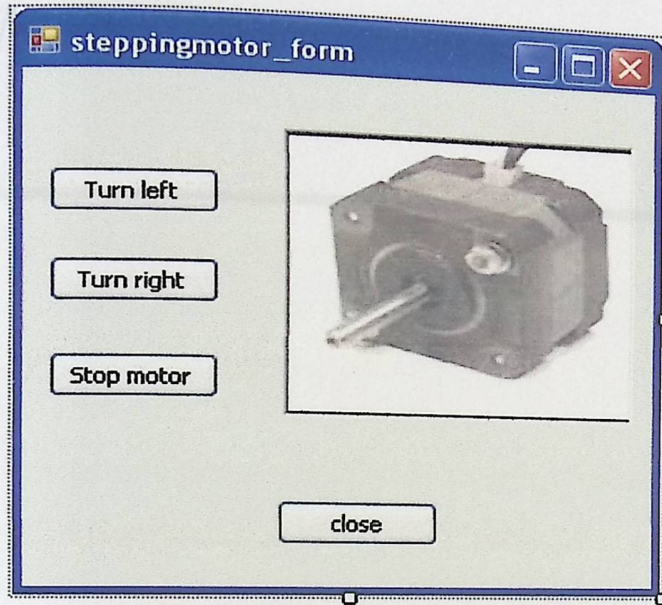 steppingmotor_form
Turn left
Turn right
Stop motor
close